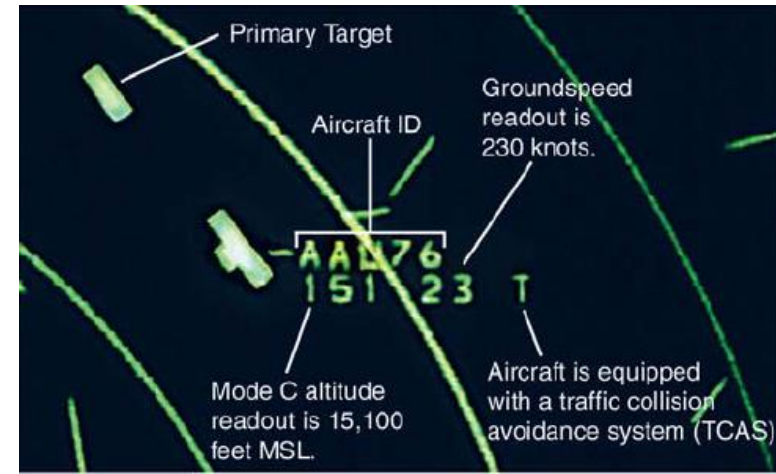 Primary Target
Aircraft ID
Groundspeed
readout is
230 knots.
AAU76
151 23 T
Mode C altitude
readout is 15,100
feet MSL.
Aircraft is equipped
with a traffic collision
avoidance system (TCAS)